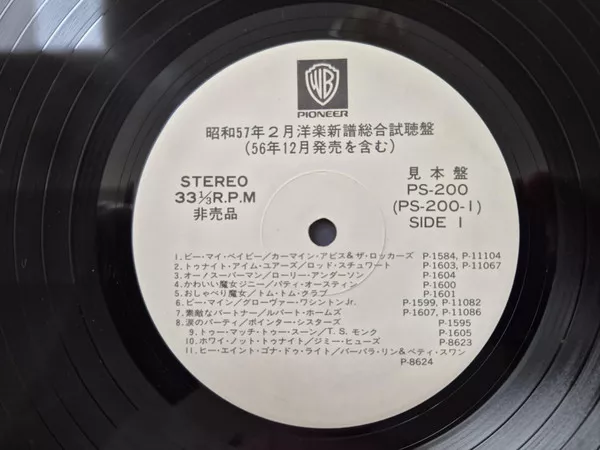 WB
PIONEER
昭和57年2月洋楽新譜総合試聴盤
(56年12月発売を含む)
STEREO
33 1/3 R.P.M
非売品
見本盤
PS-200
(PS-200-1)
SIDE 1
1. ビー・マイ・ベイビー/カーマイン・アピス&ザ・ロッカーズ P-1584, P-11104
2. トゥナイト・アイム・ユアーズ/ロッド・スチュワート P-1603, P-11067
3. オー!スーパーマン/ローリー・アンダーソン P-1604
4. かわいい魔女ジニー/パティ・オースティン P-1600
5. おしゃべり魔女/トム・トム・クラブ P-1601
6. ビー・マイン/グローヴァー・ワシントンJr. P-1599, P-11082
7. 素敵なパートナー/ルパート・ホームズ P-1607, P-11086
8. 涙のパーティ/ポインター・シスターズ P-1595
9. トゥー・マッチ・トゥー・スーン/T. S. モンク P-1605
10. ホワイ・ノット・トゥナイト/ジミー・ヒューズ P-8623
11. ヒー・エイント・ゴナ・ドゥ・ライト/バーバラ・リン&ベティ・スワン
P-8624